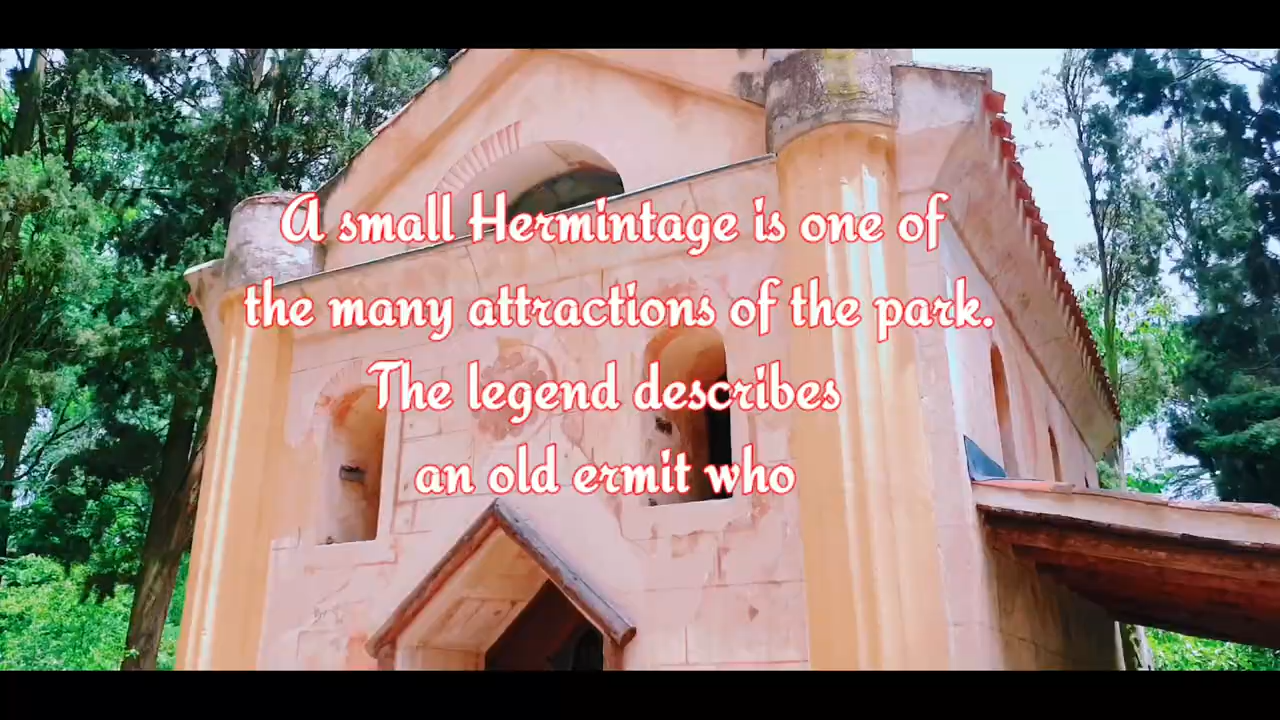 A small Hermintage is one of
the many attractions of the park.
The legend describes
an old ermit who